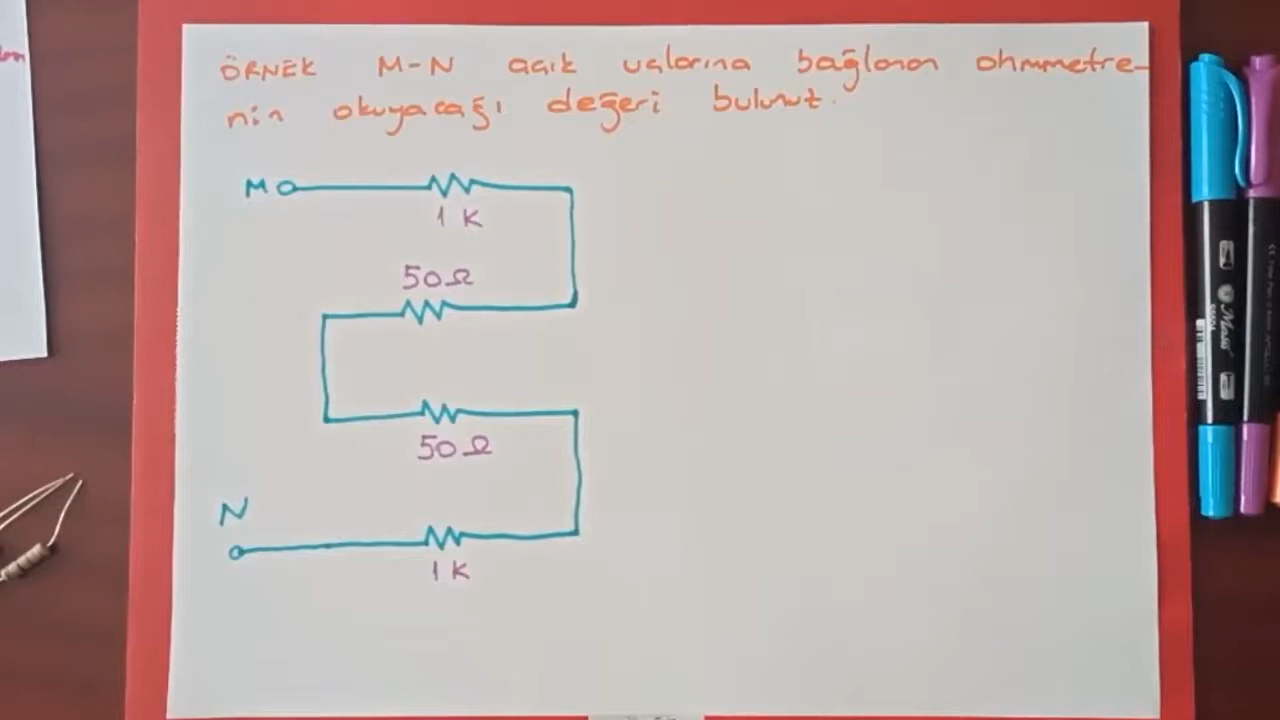 ÖRNEK M-N açık uçlarına bağlanan ohmmetre-
nin okuyacağı değeri bulunuz.
M
1 K
50Ω
50Ω
N
1 K